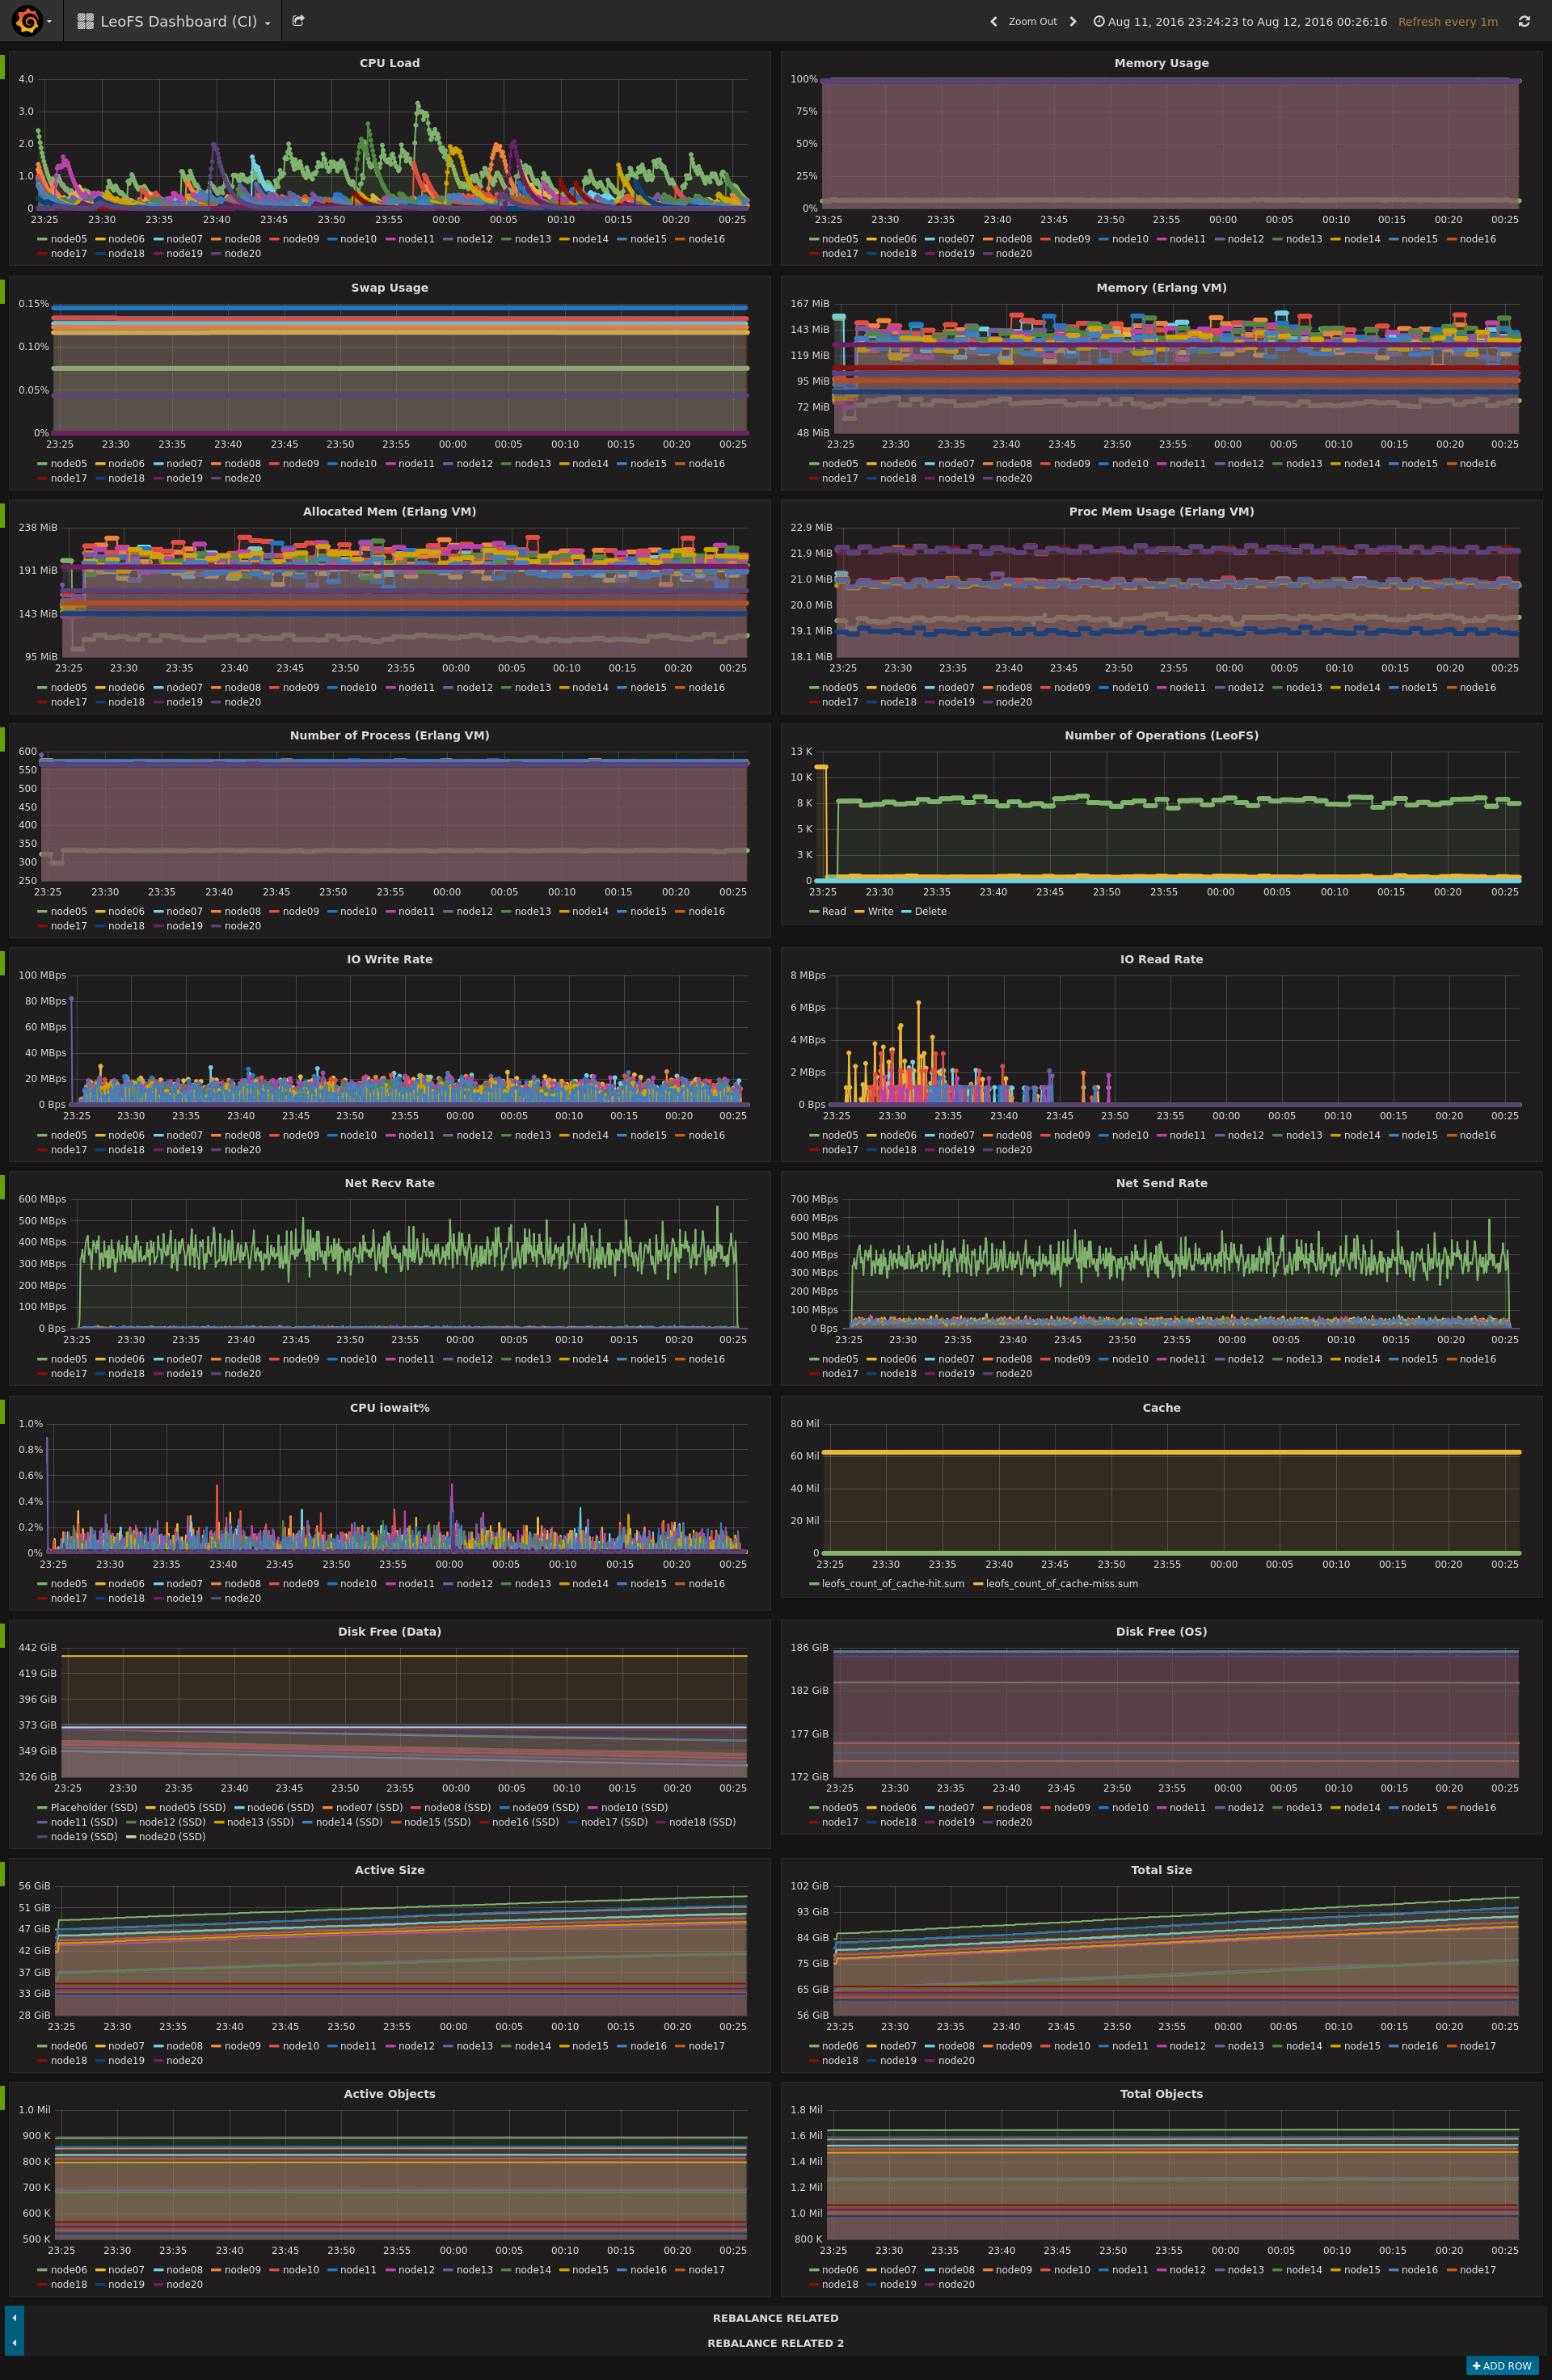 LeoFS Dashboard (CI)
Zoom Out
Aug 11, 2016 23:24:23 to Aug 12, 2016 00:26:16 Refresh every 1m
CPU Load
4.0
3.0
2.0
1.0
0
23:25 23:30 23:35 23:40 23:45 23:50 23:55 00:00 00:05 00:10 00:15 00:20 00:25
node05 node06 node07 node08 node09 node10 node11 node12 node13 node14 node15 node16
node17 node18 node19 node20
Memory Usage
100%
75%
50%
25%
0%
23:25 23:30 23:35 23:40 23:45 23:50 23:55 00:00 00:05 00:10 00:15 00:20 00:25
node05 node06 node07 node08 node09 node10 node11 node12 node13 node14 node15 node16
node17 node18 node19 node20
Swap Usage
0.15%
0.10%
0.05%
0%
23:25 23:30 23:35 23:40 23:45 23:50 23:55 00:00 00:05 00:10 00:15 00:20 00:25
node05 node06 node07 node08 node09 node10 node11 node12 node13 node14 node15 node16
node17 node18 node19 node20
Memory (Erlang VM)
167 MiB
143 MiB
119 MiB
95 MiB
72 MiB
48 MiB
23:25 23:30 23:35 23:40 23:45 23:50 23:55 00:00 00:05 00:10 00:15 00:20 00:25
node05 node06 node07 node08 node09 node10 node11 node12 node13 node14 node15 node16
node17 node18 node19 node20
Allocated Mem (Erlang VM)
238 MiB
191 MiB
143 MiB
95 MiB
23:25 23:30 23:35 23:40 23:45 23:50 23:55 00:00 00:05 00:10 00:15 00:20 00:25
node05 node06 node07 node08 node09 node10 node11 node12 node13 node14 node15 node16
node17 node18 node19 node20
Proc Mem Usage (Erlang VM)
22.9 MiB
21.9 MiB
21.0 MiB
20.0 MiB
19.1 MiB
18.1 MiB
23:25 23:30 23:35 23:40 23:45 23:50 23:55 00:00 00:05 00:10 00:15 00:20 00:25
node05 node06 node07 node08 node09 node10 node11 node12 node13 node14 node15 node16
node17 node18 node19 node20
Number of Process (Erlang VM)
600
550
500
450
400
350
300
250
23:25 23:30 23:35 23:40 23:45 23:50 23:55 00:00 00:05 00:10 00:15 00:20 00:25
node05 node06 node07 node08 node09 node10 node11 node12 node13 node14 node15 node16
node17 node18 node19 node20
Number of Operations (LeoFS)
13 K
10 K
8 K
5 K
3 K
0
23:25 23:30 23:35 23:40 23:45 23:50 23:55 00:00 00:05 00:10 00:15 00:20 00:25
Read Write Delete
IO Write Rate
100 MBps
80 MBps
60 MBps
40 MBps
20 MBps
0 Bps
23:25 23:30 23:35 23:40 23:45 23:50 23:55 00:00 00:05 00:10 00:15 00:20 00:25
node05 node06 node07 node08 node09 node10 node11 node12 node13 node14 node15 node16
node17 node18 node19 node20
IO Read Rate
8 MBps
6 MBps
4 MBps
2 MBps
0 Bps
23:25 23:30 23:35 23:40 23:45 23:50 23:55 00:00 00:05 00:10 00:15 00:20 00:25
node05 node06 node07 node08 node09 node10 node11 node12 node13 node14 node15 node16
node17 node18 node19 node20
Net Recv Rate
600 MBps
500 MBps
400 MBps
300 MBps
200 MBps
100 MBps
0 Bps
23:25 23:30 23:35 23:40 23:45 23:50 23:55 00:00 00:05 00:10 00:15 00:20 00:25
node05 node06 node07 node08 node09 node10 node11 node12 node13 node14 node15 node16
node17 node18 node19 node20
Net Send Rate
700 MBps
600 MBps
500 MBps
400 MBps
300 MBps
200 MBps
100 MBps
0 Bps
23:25 23:30 23:35 23:40 23:45 23:50 23:55 00:00 00:05 00:10 00:15 00:20 00:25
node05 node06 node07 node08 node09 node10 node11 node12 node13 node14 node15 node16
node17 node18 node19 node20
CPU iowait%
1.0%
0.8%
0.6%
0.4%
0.2%
0%
23:25 23:30 23:35 23:40 23:45 23:50 23:55 00:00 00:05 00:10 00:15 00:20 00:25
node05 node06 node07 node08 node09 node10 node11 node12 node13 node14 node15 node16
node17 node18 node19 node20
Cache
80 Mil
60 Mil
40 Mil
20 Mil
0
23:25 23:30 23:35 23:40 23:45 23:50 23:55 00:00 00:05 00:10 00:15 00:20 00:25
leofs_count_of_cache-hit.sum leofs_count_of_cache-miss.sum
Disk Free (Data)
442 GiB
419 GiB
396 GiB
373 GiB
349 GiB
326 GiB
23:25 23:30 23:35 23:40 23:45 23:50 23:55 00:00 00:05 00:10 00:15 00:20 00:25
Placeholder (SSD) node05 (SSD) node06 (SSD) node07 (SSD) node08 (SSD) node09 (SSD) node10 (SSD)
node11 (SSD) node12 (SSD) node13 (SSD) node14 (SSD) node15 (SSD) node16 (SSD) node17 (SSD) node18 (SSD)
node19 (SSD) node20 (SSD)
Disk Free (OS)
186 GiB
182 GiB
177 GiB
172 GiB
23:25 23:30 23:35 23:40 23:45 23:50 23:55 00:00 00:05 00:10 00:15 00:20 00:25
node05 node06 node07 node08 node09 node10 node11 node12 node13 node14 node15 node16
node17 node18 node19 node20
Active Size
56 GiB
51 GiB
47 GiB
42 GiB
37 GiB
33 GiB
28 GiB
23:25 23:30 23:35 23:40 23:45 23:50 23:55 00:00 00:05 00:10 00:15 00:20 00:25
node06 node07 node08 node09 node10 node11 node12 node13 node14 node15 node16 node17
node18 node19 node20
Total Size
102 GiB
93 GiB
84 GiB
75 GiB
65 GiB
56 GiB
23:25 23:30 23:35 23:40 23:45 23:50 23:55 00:00 00:05 00:10 00:15 00:20 00:25
node06 node07 node08 node09 node10 node11 node12 node13 node14 node15 node16 node17
node18 node19 node20
Active Objects
1.0 Mil
900 K
800 K
700 K
600 K
500 K
23:25 23:30 23:35 23:40 23:45 23:50 23:55 00:00 00:05 00:10 00:15 00:20 00:25
node06 node07 node08 node09 node10 node11 node12 node13 node14 node15 node16 node17
node18 node19 node20
Total Objects
1.8 Mil
1.6 Mil
1.4 Mil
1.2 Mil
1.0 Mil
800 K
23:25 23:30 23:35 23:40 23:45 23:50 23:55 00:00 00:05 00:10 00:15 00:20 00:25
node06 node07 node08 node09 node10 node11 node12 node13 node14 node15 node16 node17
node18 node19 node20
REBALANCE RELATED
REBALANCE RELATED 2
ADD ROW